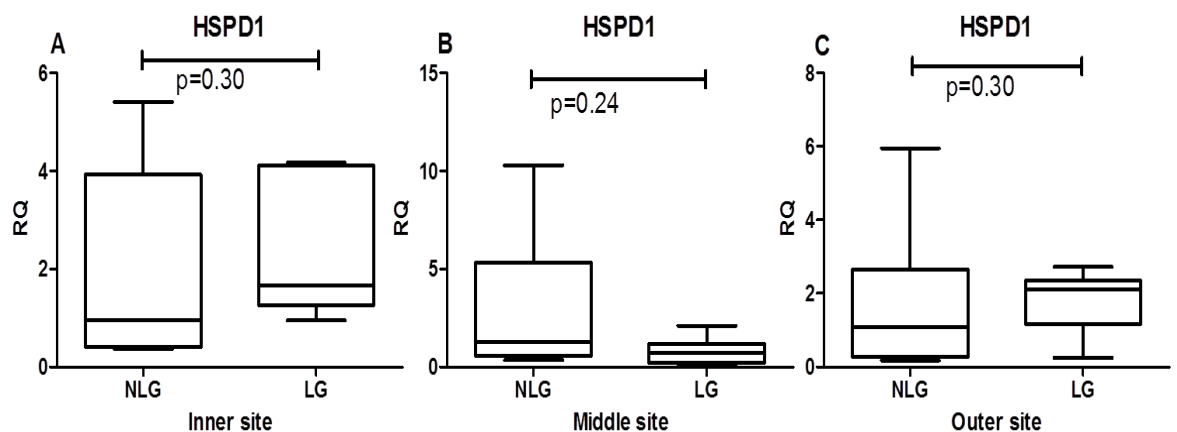 A
HSPD1
p=0.30
6
4
2
0
RQ
NLG
LG
Inner site
B
HSPD1
p=0.24
15
10
5
0
RQ
NLG
LG
Middle site
C
HSPD1
p=0.30
8
6
4
2
0
RQ
NLG
LG
Outer site